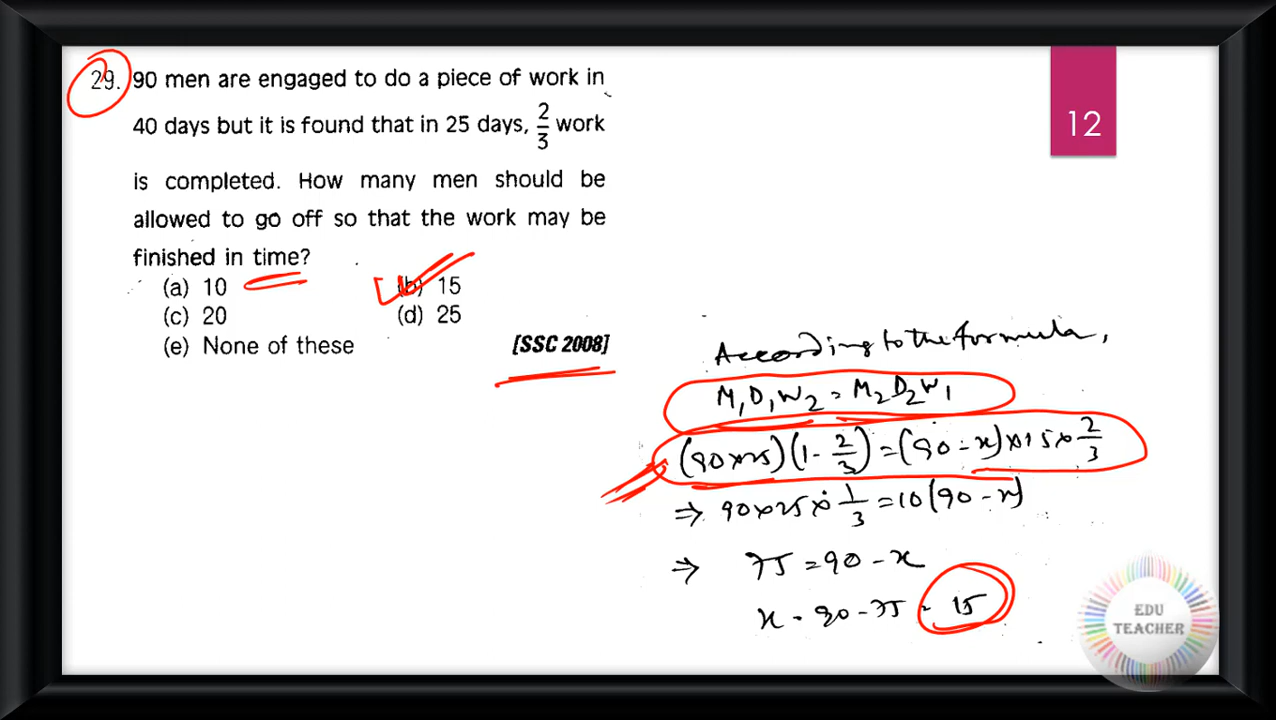 29. 90 men are engaged to do a piece of work in
40 days but it is found that in 25 days, 2/3 work
is completed. How many men should be
allowed to go off so that the work may be
finished in time?
(a) 10 (b) 15
(c) 20 (d) 25
(e) None of these [SSC 2008]
12
According to the formula,
M₁D₁W₂ = M₂D₂W₁
(90×25)(1-2/3) = (90-x)×15×2/3
⇒ 90×25×1/3 = 10(90-x)
⇒ 75 = 90-x
x = 90-75 = 15
EDU
TEACHER